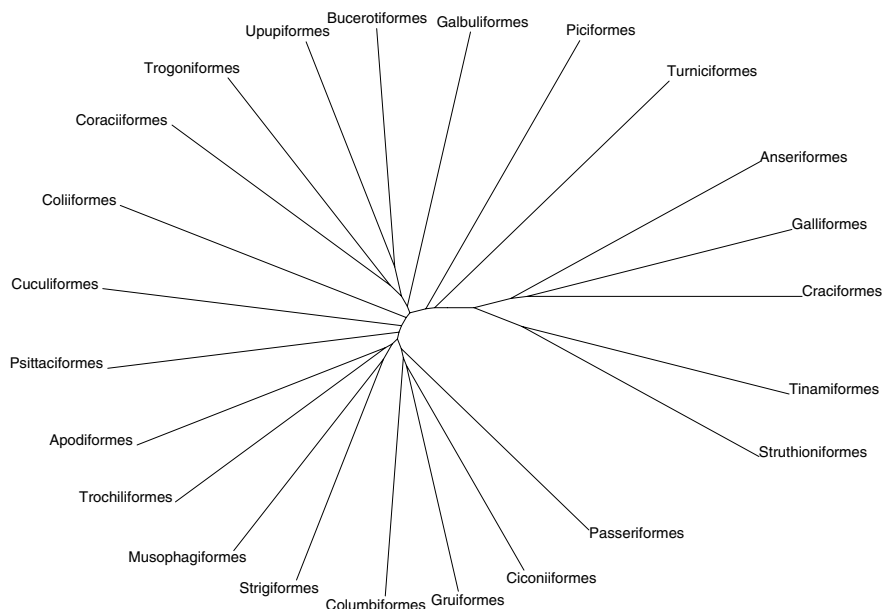 Bucerotiformes
Galbuliformes
Piciformes
Upupiformes
Trogoniformes
Turniciformes
Coraciiformes
Anseriformes
Coliiformes
Galliformes
Cuculiformes
Craciformes
Psittaciformes
Tinamiformes
Apodiformes
Struthioniformes
Trochiliformes
Passeriformes
Musophagiformes
Ciconiiformes
Strigiformes
Gruiformes
Columbiformes